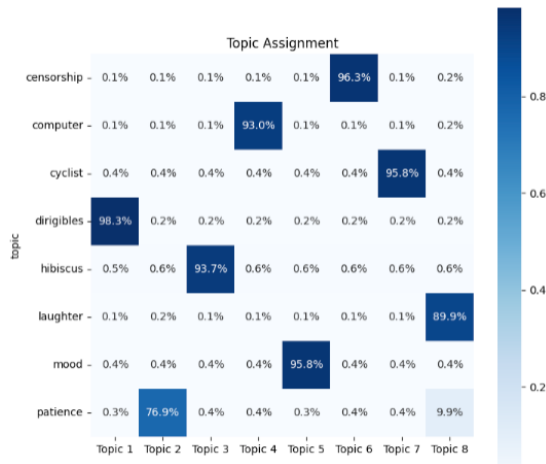 Topic Assignment
censorship 0.1% 0.1% 0.1% 0.1% 0.1% 96.3% 0.1% 0.2%
computer 0.1% 0.1% 0.1% 93.0% 0.1% 0.1% 0.1% 0.2%
cyclist 0.4% 0.4% 0.4% 0.4% 0.4% 0.4% 95.8% 0.4%
dirigibles 98.3% 0.2% 0.2% 0.2% 0.2% 0.2% 0.2% 0.2%
topic
hibiscus 0.5% 0.6% 93.7% 0.6% 0.6% 0.6% 0.6% 0.6%
laughter 0.1% 0.2% 0.1% 0.1% 0.1% 0.1% 0.1% 89.9%
mood 0.4% 0.4% 0.4% 0.4% 95.8% 0.4% 0.4% 0.4%
patience 0.3% 76.9% 0.4% 0.4% 0.3% 0.4% 0.4% 9.9%
Topic 1 Topic 2 Topic 3 Topic 4 Topic 5 Topic 6 Topic 7 Topic 8
0.8
0.6
0.4
0.2